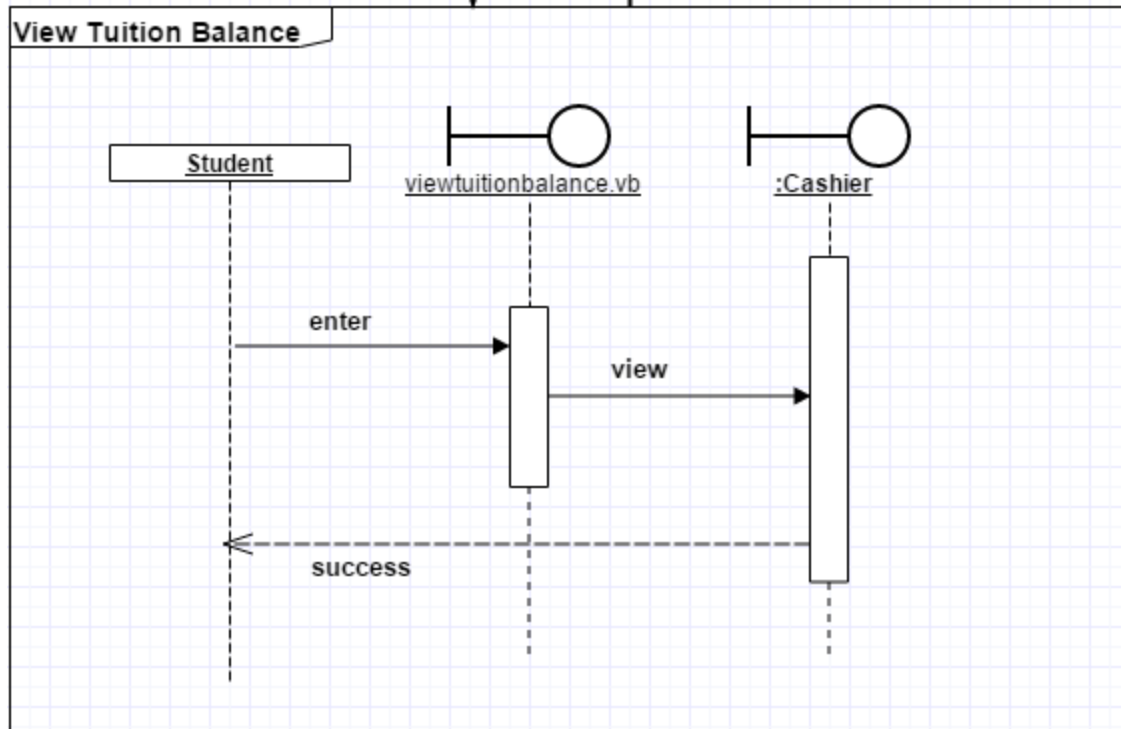 View Tuition Balance
Student
viewtuitionbalance.vb
:Cashier
enter
view
success